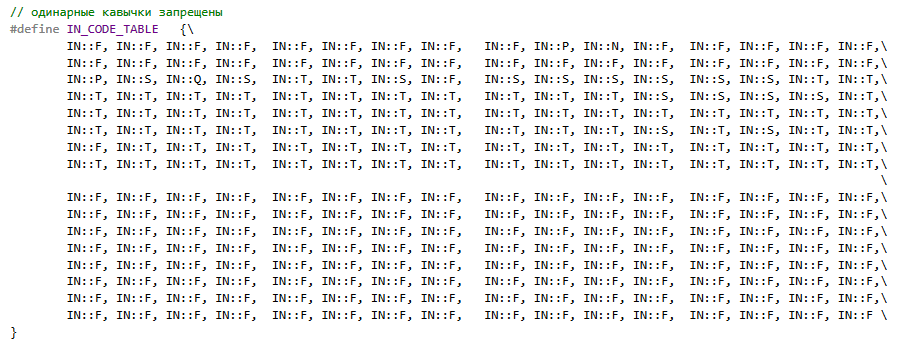 // одинарные кавычки запрещены
#define IN_CODE_TABLE {\
IN::F, IN::F, IN::F, IN::F, IN::F, IN::F, IN::F, IN::F, IN::F, IN::P, IN::N, IN::F, IN::F, IN::F, IN::F, IN::F,\
IN::F, IN::F, IN::F, IN::F, IN::F, IN::F, IN::F, IN::F, IN::F, IN::F, IN::F, IN::F, IN::F, IN::F, IN::F, IN::F,\
IN::P, IN::S, IN::Q, IN::S, IN::T, IN::T, IN::S, IN::F, IN::S, IN::S, IN::S, IN::S, IN::S, IN::S, IN::T, IN::T,\
IN::T, IN::T, IN::T, IN::T, IN::T, IN::T, IN::T, IN::T, IN::T, IN::T, IN::T, IN::S, IN::S, IN::S, IN::S, IN::T,\
IN::T, IN::T, IN::T, IN::T, IN::T, IN::T, IN::T, IN::T, IN::T, IN::T, IN::T, IN::T, IN::T, IN::T, IN::T, IN::T,\
IN::T, IN::T, IN::T, IN::T, IN::T, IN::T, IN::T, IN::T, IN::T, IN::T, IN::T, IN::S, IN::T, IN::S, IN::T, IN::T,\
IN::F, IN::T, IN::T, IN::T, IN::T, IN::T, IN::T, IN::T, IN::T, IN::T, IN::T, IN::T, IN::T, IN::T, IN::T, IN::T,\
IN::T, IN::T, IN::T, IN::T, IN::T, IN::T, IN::T, IN::T, IN::T, IN::T, IN::T, IN::T, IN::T, IN::T, IN::T, IN::T,\
\
IN::F, IN::F, IN::F, IN::F, IN::F, IN::F, IN::F, IN::F, IN::F, IN::F, IN::F, IN::F, IN::F, IN::F, IN::F, IN::F,\
IN::F, IN::F, IN::F, IN::F, IN::F, IN::F, IN::F, IN::F, IN::F, IN::F, IN::F, IN::F, IN::F, IN::F, IN::F, IN::F,\
IN::F, IN::F, IN::F, IN::F, IN::F, IN::F, IN::F, IN::F, IN::F, IN::F, IN::F, IN::F, IN::F, IN::F, IN::F, IN::F,\
IN::F, IN::F, IN::F, IN::F, IN::F, IN::F, IN::F, IN::F, IN::F, IN::F, IN::F, IN::F, IN::F, IN::F, IN::F, IN::F,\
IN::F, IN::F, IN::F, IN::F, IN::F, IN::F, IN::F, IN::F, IN::F, IN::F, IN::F, IN::F, IN::F, IN::F, IN::F, IN::F,\
IN::F, IN::F, IN::F, IN::F, IN::F, IN::F, IN::F, IN::F, IN::F, IN::F, IN::F, IN::F, IN::F, IN::F, IN::F, IN::F,\
IN::F, IN::F, IN::F, IN::F, IN::F, IN::F, IN::F, IN::F, IN::F, IN::F, IN::F, IN::F, IN::F, IN::F, IN::F, IN::F,\
IN::F, IN::F, IN::F, IN::F, IN::F, IN::F, IN::F, IN::F, IN::F, IN::F, IN::F, IN::F, IN::F, IN::F, IN::F, IN::F \
}